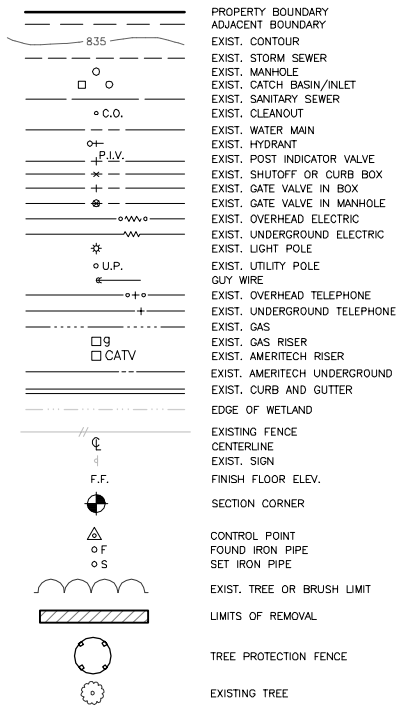 PROPERTY BOUNDARY
ADJACENT BOUNDARY
835 EXIST. CONTOUR
EXIST. STORM SEWER
EXIST. MANHOLE
EXIST. CATCH BASIN/INLET
EXIST. SANITARY SEWER
C.O. EXIST. CLEANOUT
EXIST. WATER MAIN
EXIST. HYDRANT
P.I.V. EXIST. POST INDICATOR VALVE
EXIST. SHUTOFF OR CURB BOX
EXIST. GATE VALVE IN BOX
EXIST. GATE VALVE IN MANHOLE
EXIST. OVERHEAD ELECTRIC
EXIST. UNDERGROUND ELECTRIC
EXIST. LIGHT POLE
U.P. EXIST. UTILITY POLE
GUY WIRE
EXIST. OVERHEAD TELEPHONE
EXIST. UNDERGROUND TELEPHONE
EXIST. GAS
g EXIST. GAS RISER
CATV EXIST. AMERITECH RISER
EXIST. AMERITECH UNDERGROUND
EXIST. CURB AND GUTTER
EDGE OF WETLAND
EXISTING FENCE
℄ CENTERLINE
EXIST. SIGN
F.F. FINISH FLOOR ELEV.
SECTION CORNER
CONTROL POINT
F FOUND IRON PIPE
S SET IRON PIPE
EXIST. TREE OR BRUSH LIMIT
LIMITS OF REMOVAL
TREE PROTECTION FENCE
EXISTING TREE